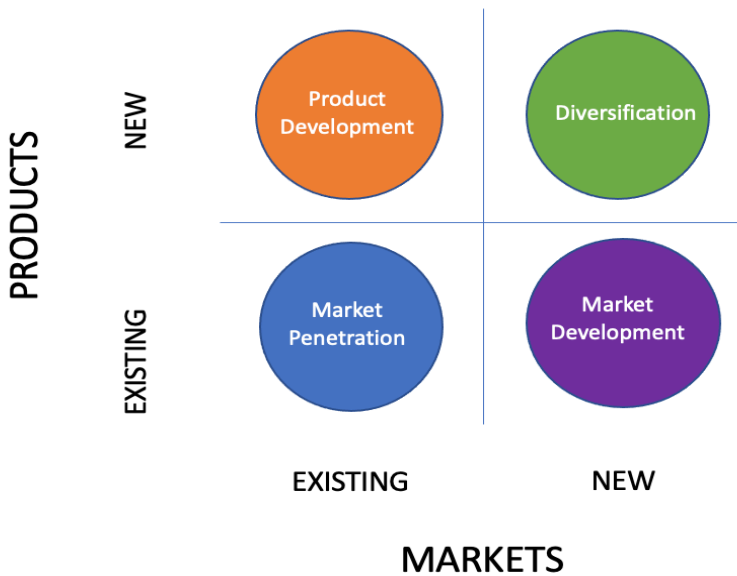 PRODUCTS
NEW
Product
Development
Diversification
EXISTING
Market
Penetration
Market
Development
EXISTING
NEW
MARKETS